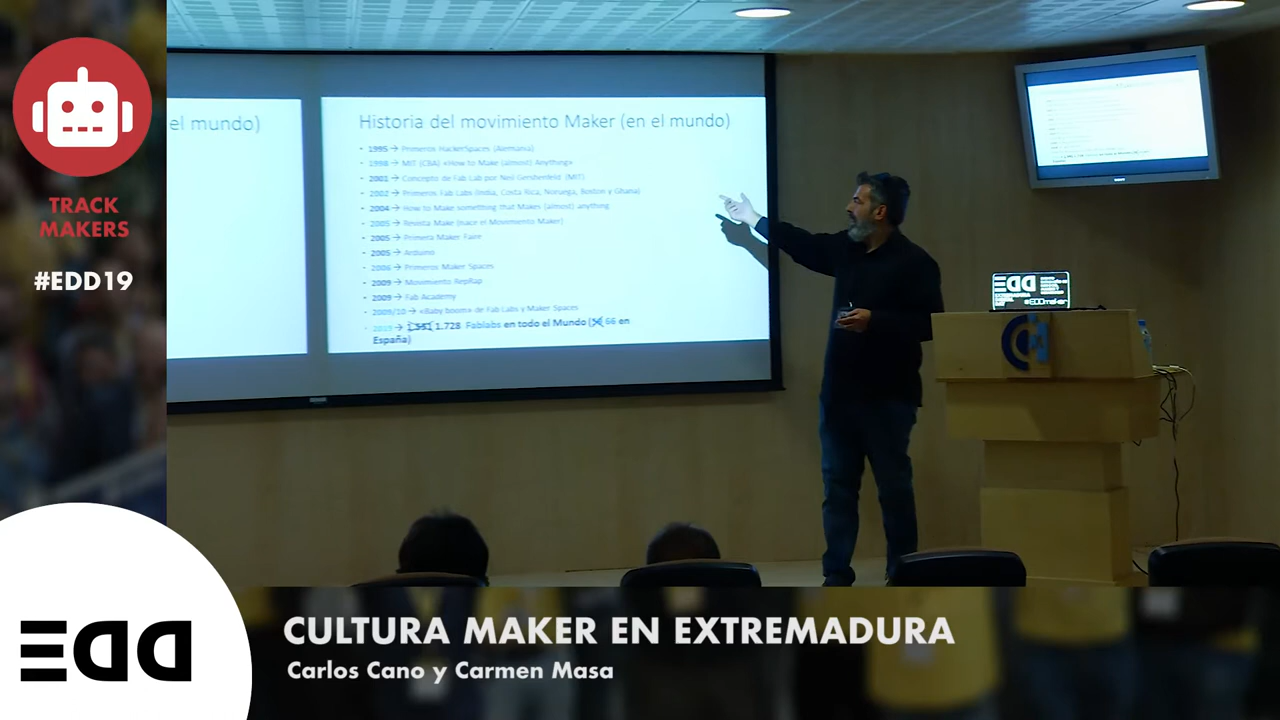 TRACK
MAKERS
#EDD19
el mundo)
Historia del movimiento Maker (en el mundo)
• 1995 → Primeros HackerSpaces (Alemania)
• 1998 → MIT (CBA) «How to Make (almost) Anything»
• 2001 → Concepto de Fab Lab por Neil Gershenfeld (MIT)
• 2002 → Primeros Fab Labs (India, Costa Rica, Noruega, Boston y Ghana)
• 2004 → How to Make something that Makes (almost) anything
• 2005 → Revista Make (nace el Movimiento Maker)
• 2005 → Primera Maker Faire
• 2005 → Arduino
• 2006 → Primeros Maker Spaces
• 2009 → Movimiento RepRap
• 2009 → Fab Academy
• 2009/10 → «Baby boom» de Fab Labs y Maker Spaces
• 2019 → 1.551 1.728 Fablabs en todo el Mundo ( 66 en
España)
EDD
#EDDmaker
EDD
CULTURA MAKER EN EXTREMADURA
Carlos Cano y Carmen Masa